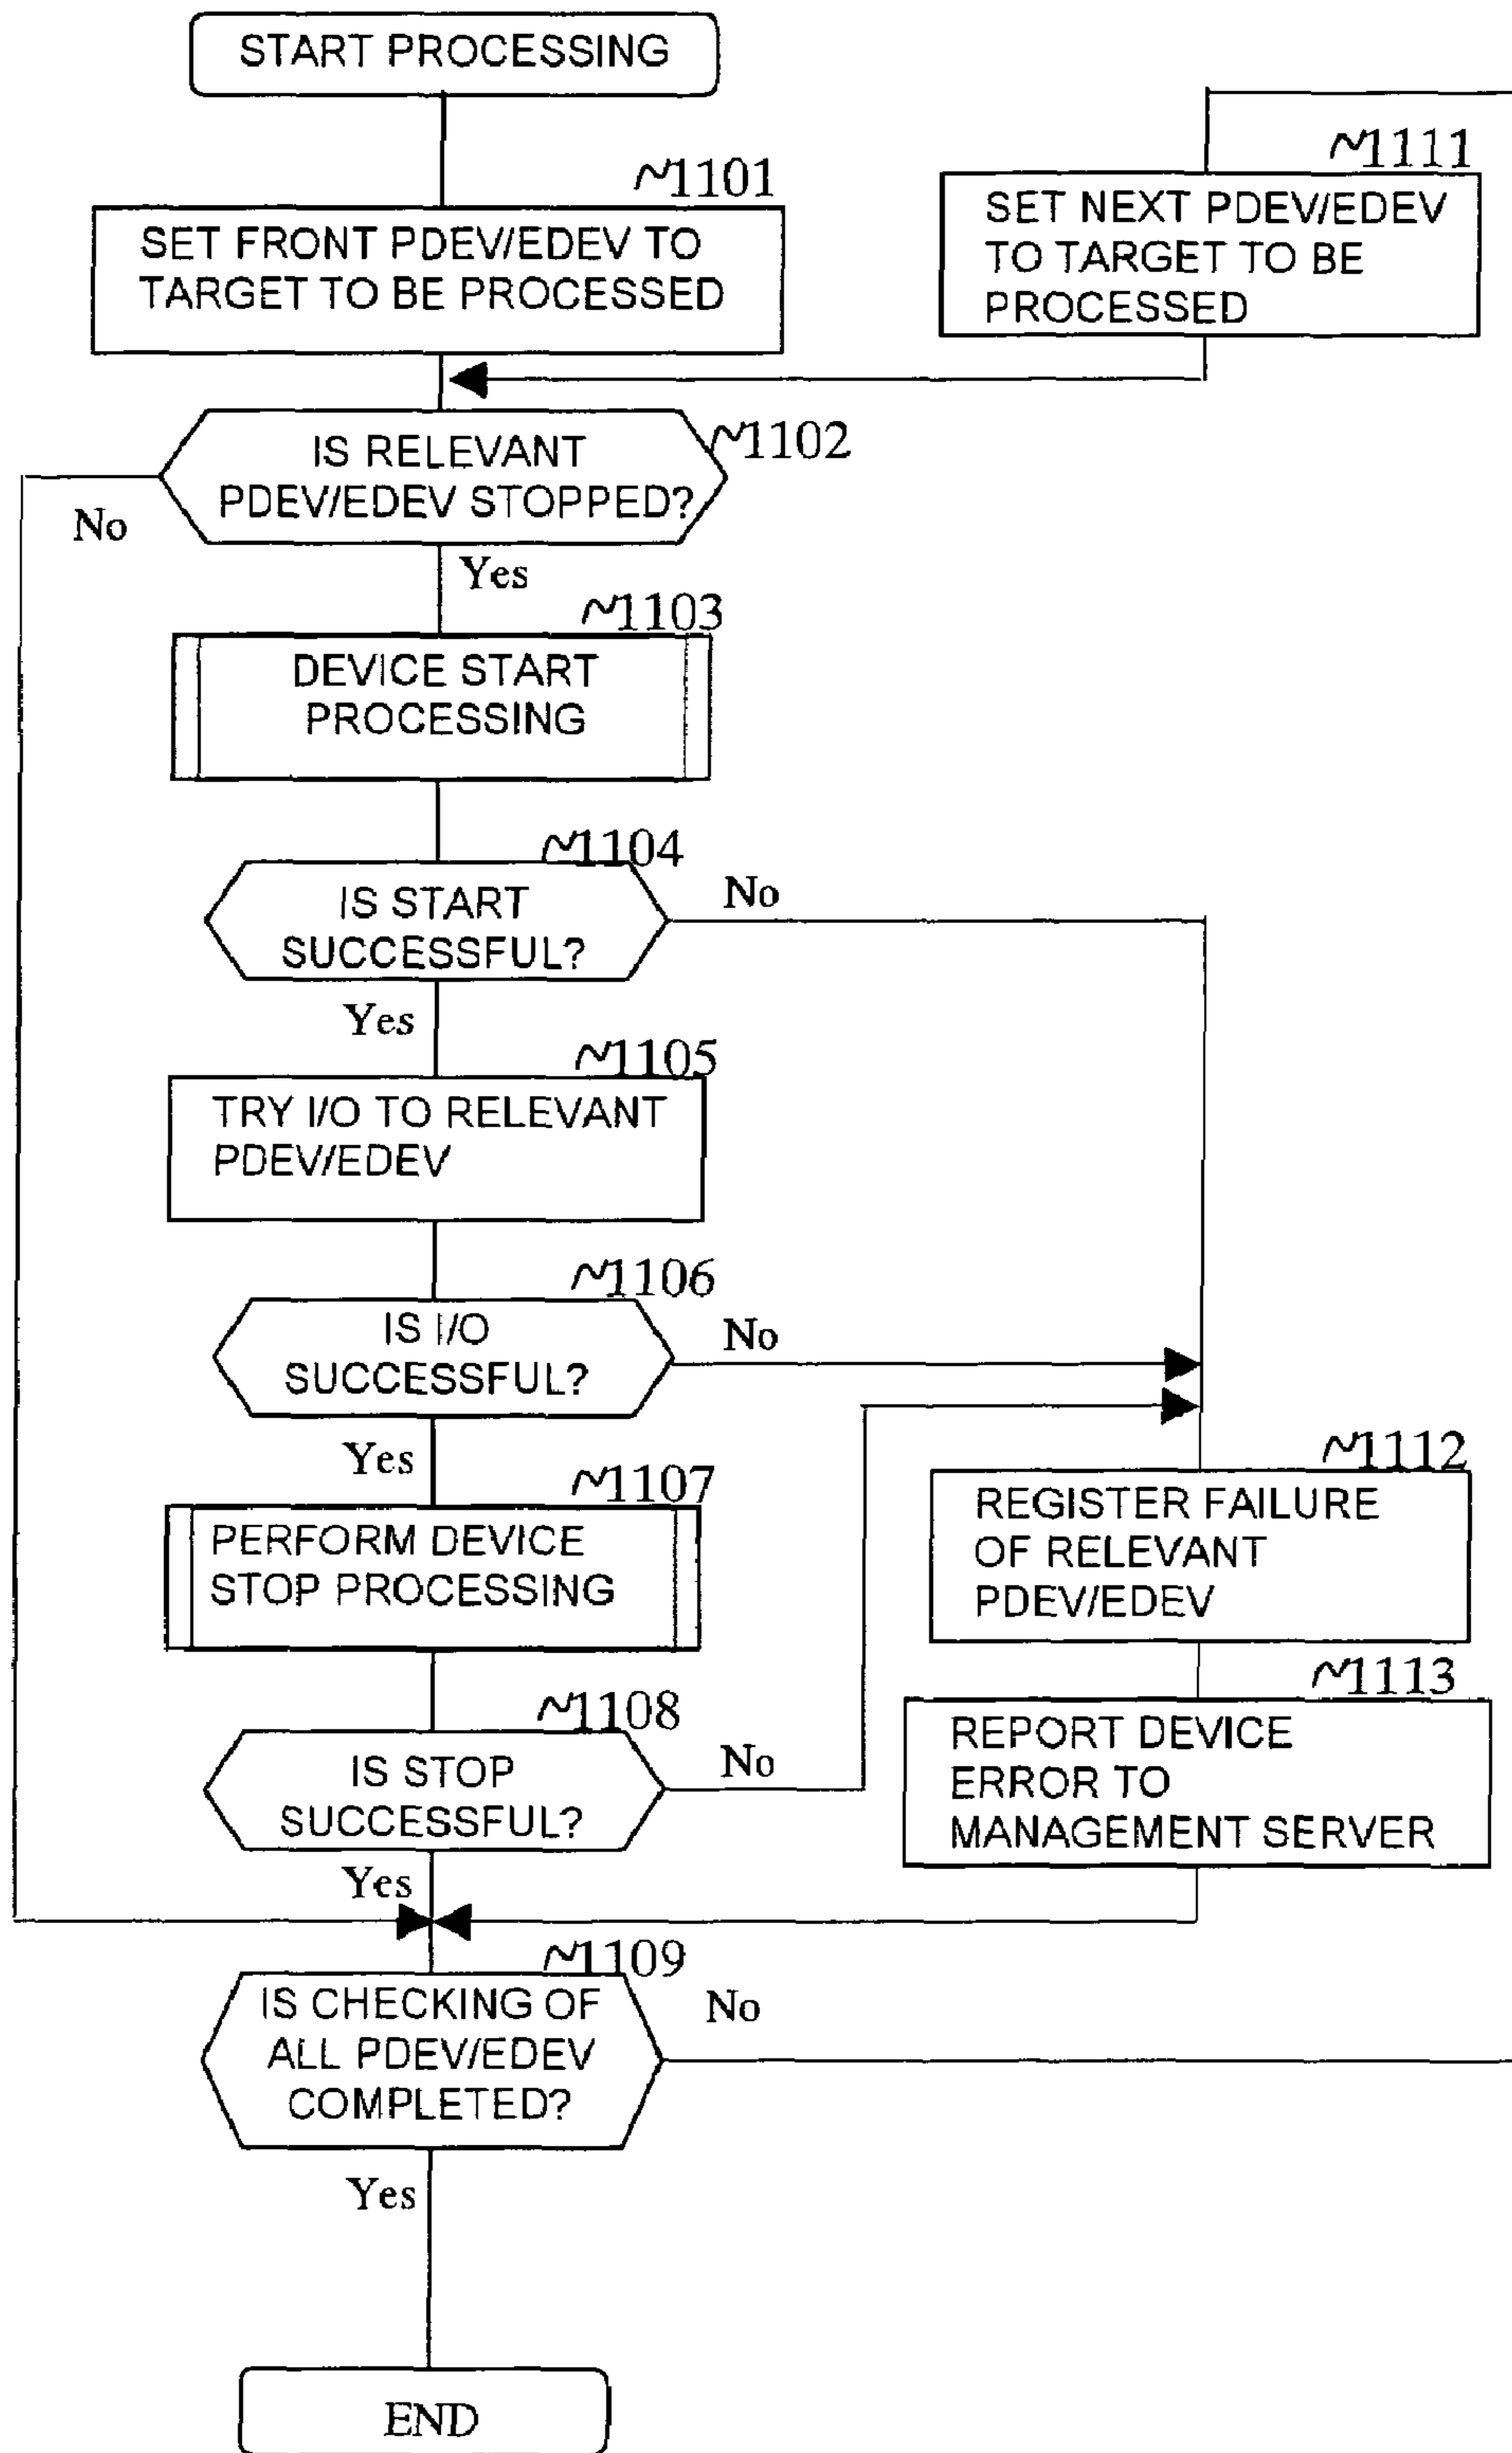 START PROCESSING
1101
SET FRONT PDEV/EDEV TO
TARGET TO BE PROCESSED
1111
SET NEXT PDEV/EDEV
TO TARGET TO BE
PROCESSED
1102
IS RELEVANT
PDEV/EDEV STOPPED?
No
Yes
1103
DEVICE START
PROCESSING
1104
IS START
SUCCESSFUL?
No
Yes
1105
TRY I/O TO RELEVANT
PDEV/EDEV
1106
IS I/O
SUCCESSFUL?
No
Yes
1107
PERFORM DEVICE
STOP PROCESSING
1112
REGISTER FAILURE
OF RELEVANT
PDEV/EDEV
1108
IS STOP
SUCCESSFUL?
No
Yes
1113
REPORT DEVICE
ERROR TO
MANAGEMENT SERVER
1109
IS CHECKING OF
ALL PDEV/EDEV
COMPLETED?
No
Yes
END